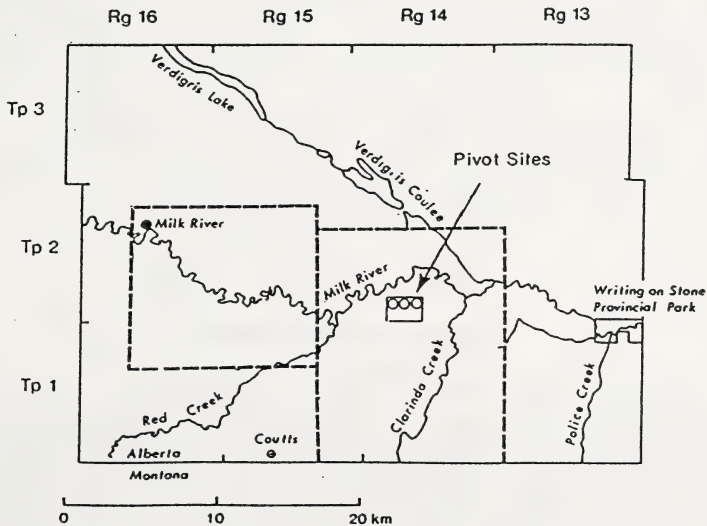 Rg 16 Rg 15 Rg 14 Rg 13
Tp 3
Verdigris Lake
Verdigris Coulee
Pivot Sites
Milk River
Tp 2
Milk River
Writing on Stone
Provincial Park
Tp 1
Red Creek
Clarinda Creek
Police Creek
Coutts
Alberta
Montana
0 10 20 km